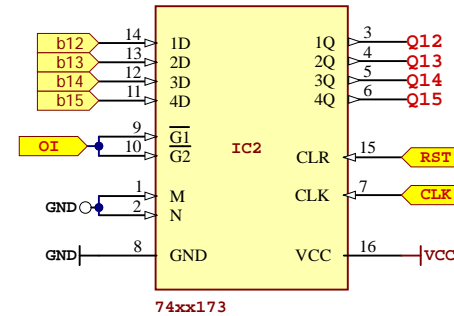 b12 14 1D 1Q 3 Q12
b13 13 2D 2Q 4 Q13
b14 12 3D 3Q 5 Q14
b15 11 4D 4Q 6 Q15
OI 9 G1
10 G2
IC2
CLR 15 RST
GND 1 M
2 N
CLK 7 CLK
GND 8 GND VCC 16 VCC
74xx173